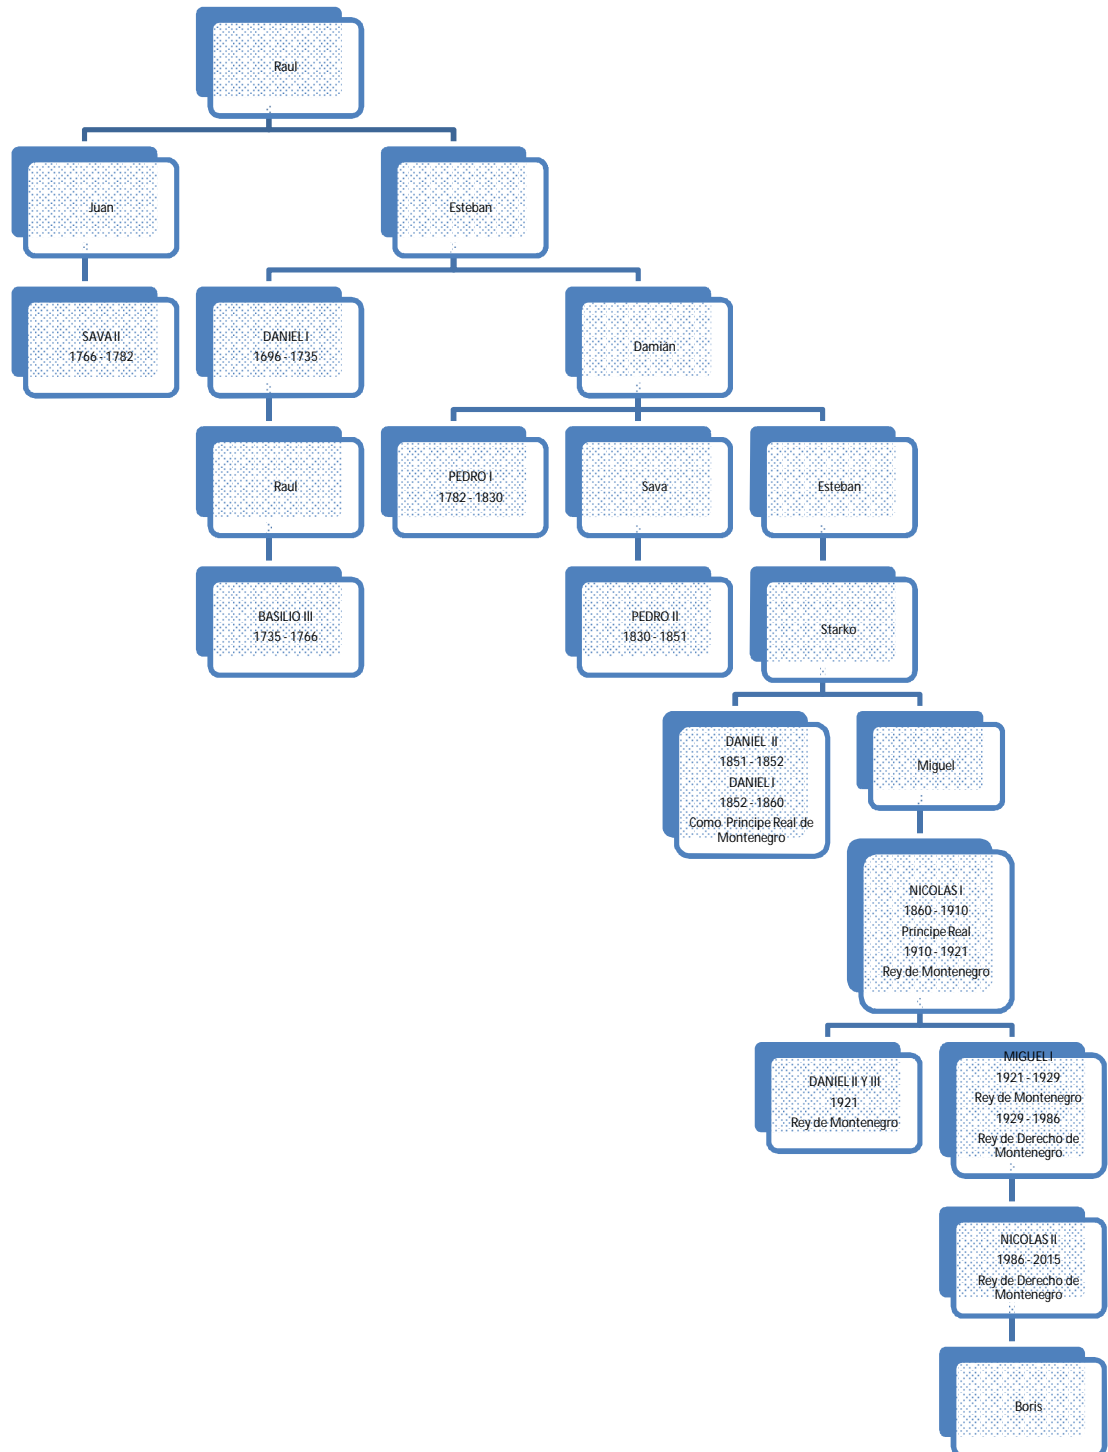 Raul
Juan
Esteban
SAVA II
1766 - 1782
DANIEL I
1696 - 1735
Damian
Raul
PEDRO I
1782 - 1830
Sava
Esteban
BASILIO III
1735 - 1766
PEDRO II
1830 - 1851
Starko
DANIEL II
1851 - 1852
DANEL I
1852 - 1860
Como Principe Real de
Montenegro
Miguel
NICOLAS I
1860 - 1910
Principe Real
1910 - 1921
Rey de Montenegro
DANIEL II Y III
1921
Rey de Montenegro
MIGUEL I
1921 - 1929
Rey de Montenegro
1929 - 1986
Rey de Derecho de
Montenegro
NICOLAS II
1986 - 2015
Rey de Derecho de
Montenegro
Boris